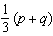 1/3 (p + q)